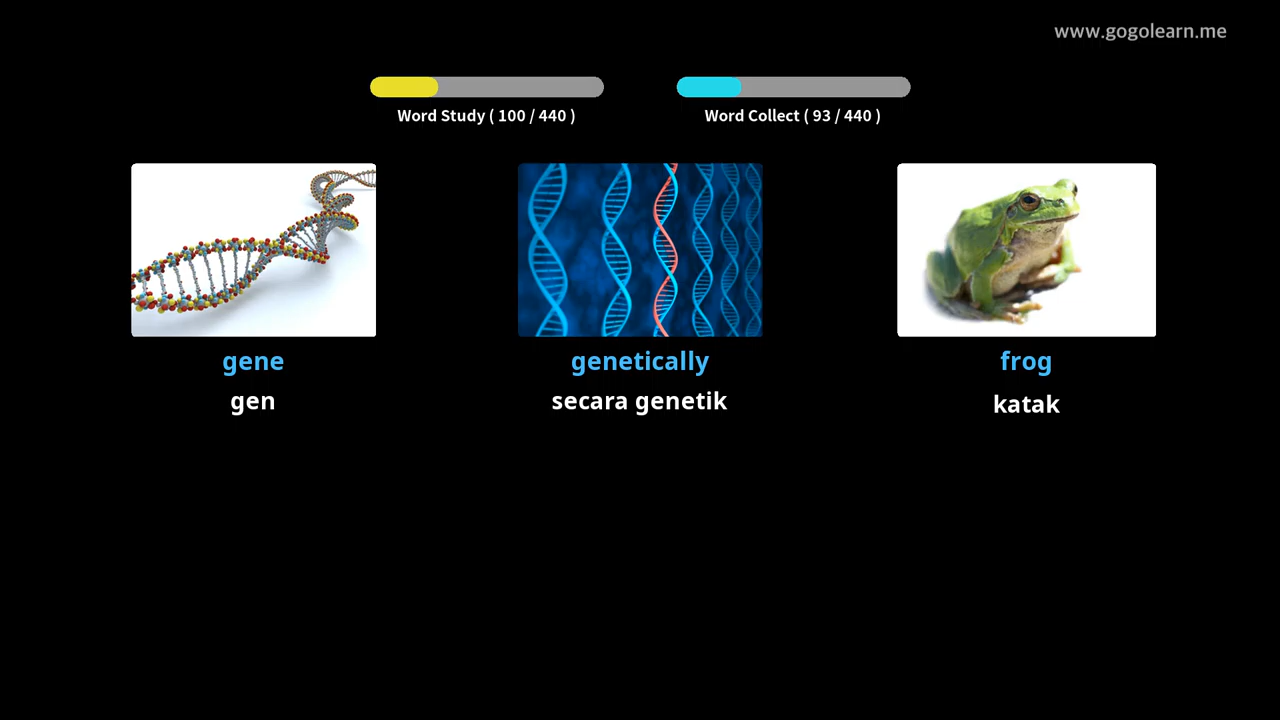 www.gogolearn.me
Word Study ( 100 / 440 )
Word Collect ( 93 / 440 )
gene
genetically
frog
gen
secara genetik
katak